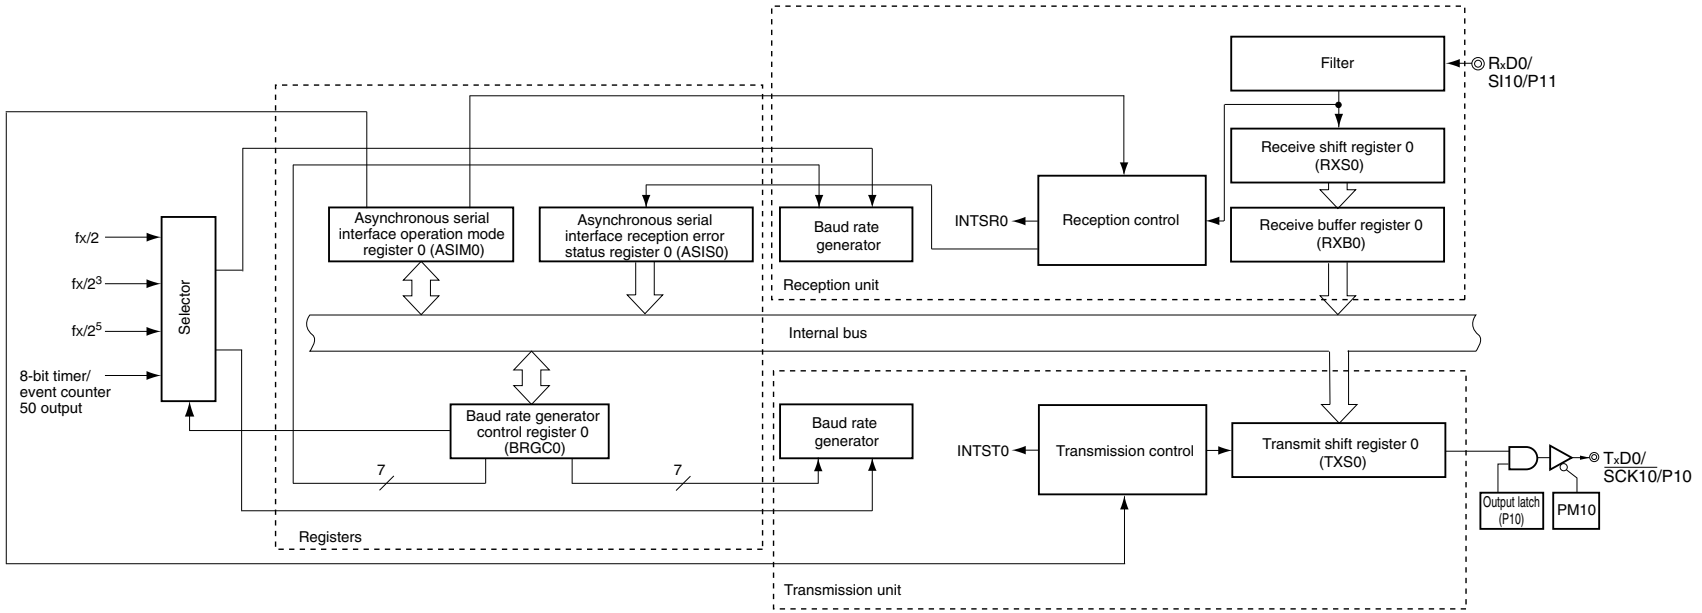 Filter
RxD0/
SI10/P11
Receive shift register 0
(RXS0)
Asynchronous serial
interface operation mode
register 0 (ASIM0)
Asynchronous serial
interface reception error
status register 0 (ASIS0)
Baud rate
generator
INTSR0
Reception control
Receive buffer register 0
(RXB0)
fx/2
fx/2³
fx/2⁵
8-bit timer/
event counter
50 output
Selector
Reception unit
Internal bus
Baud rate generator
control register 0
(BRGC0)
7
7
Baud rate
generator
INTST0
Transmission control
Transmit shift register 0
(TXS0)
TxD0/
SCK10/P10
Output latch
(P10)
PM10
Registers
Transmission unit